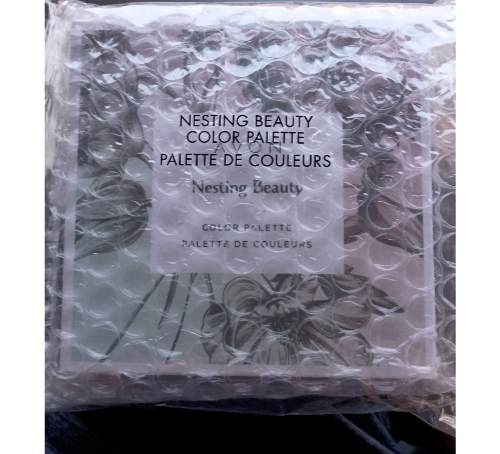 NESTING BEAUTY
COLOR PALETTE
AVON
PALETTE DE COULEURS
Nesting Beauty
COLOR PALETTE
PALETTE DE COULEURS